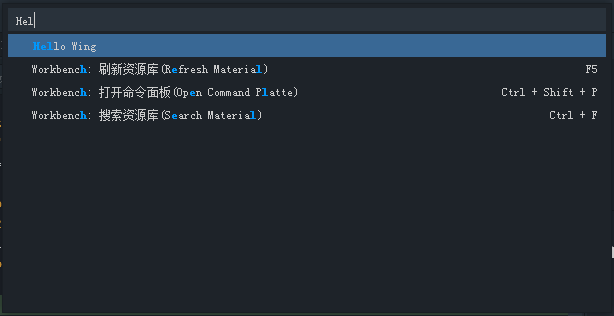 Hel
Hello Wing
Workbench: 刷新资源库(Refresh Material) F5
Workbench: 打开命令面板(Open Command Platte) Ctrl + Shift + P
Workbench: 搜索资源库(Search Material) Ctrl + F